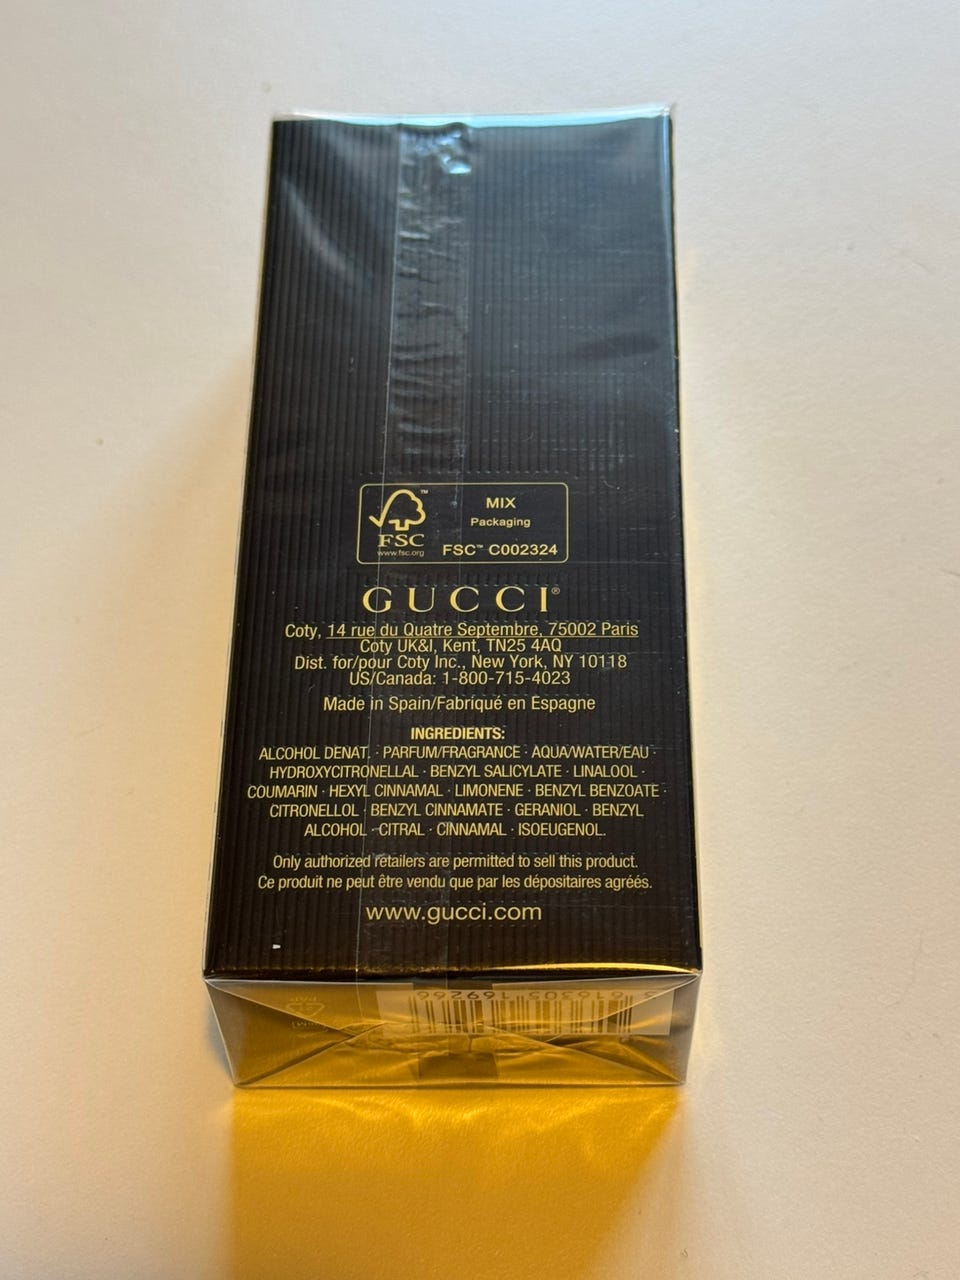 FSC™
www.fsc.org
MIX
Packaging
FSC™ C002324
GUCCI®
Coty, 14 rue du Quatre Septembre, 75002 Paris
Coty UK&I, Kent, TN25 4AQ
Dist. for/pour Coty Inc., New York, NY 10118
US/Canada: 1-800-715-4023
Made in Spain/Fabriqué en Espagne
INGREDIENTS:
ALCOHOL DENAT. · PARFUM/FRAGRANCE · AQUA/WATER/EAU ·
HYDROXYCITRONELLAL · BENZYL SALICYLATE · LINALOOL ·
COUMARIN · HEXYL CINNAMAL · LIMONENE · BENZYL BENZOATE ·
CITRONELLOL · BENZYL CINNAMATE · GERANIOL · BENZYL
ALCOHOL · CITRAL · CINNAMAL · ISOEUGENOL.
Only authorized retailers are permitted to sell this product.
Ce produit ne peut être vendu que par les dépositaires agréés.
www.gucci.com
PAP